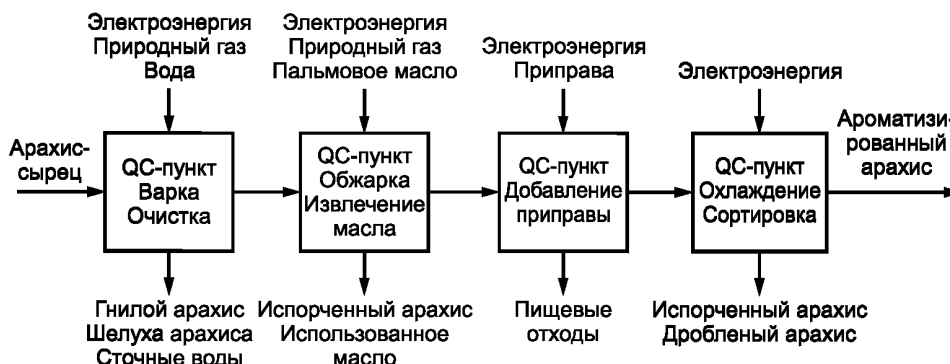 Электроэнергия
Природный газ
Вода
Электроэнергия
Природный газ
Пальмовое масло
Электроэнергия
Приправа
Электроэнергия
Арахис-
сырец
QC-пункт
Варка
Очистка
QC-пункт
Обжарка
Извлечение
масла
QC-пункт
Добавление
приправы
QC-пункт
Охлаждение
Сортировка
Ароматизи-
рованный
арахис
Гнилой арахис
Шелуха арахиса
Сточные воды
Испорченный арахис
Использованное
масло
Пищевые
отходы
Испорченный арахис
Дробленый арахис